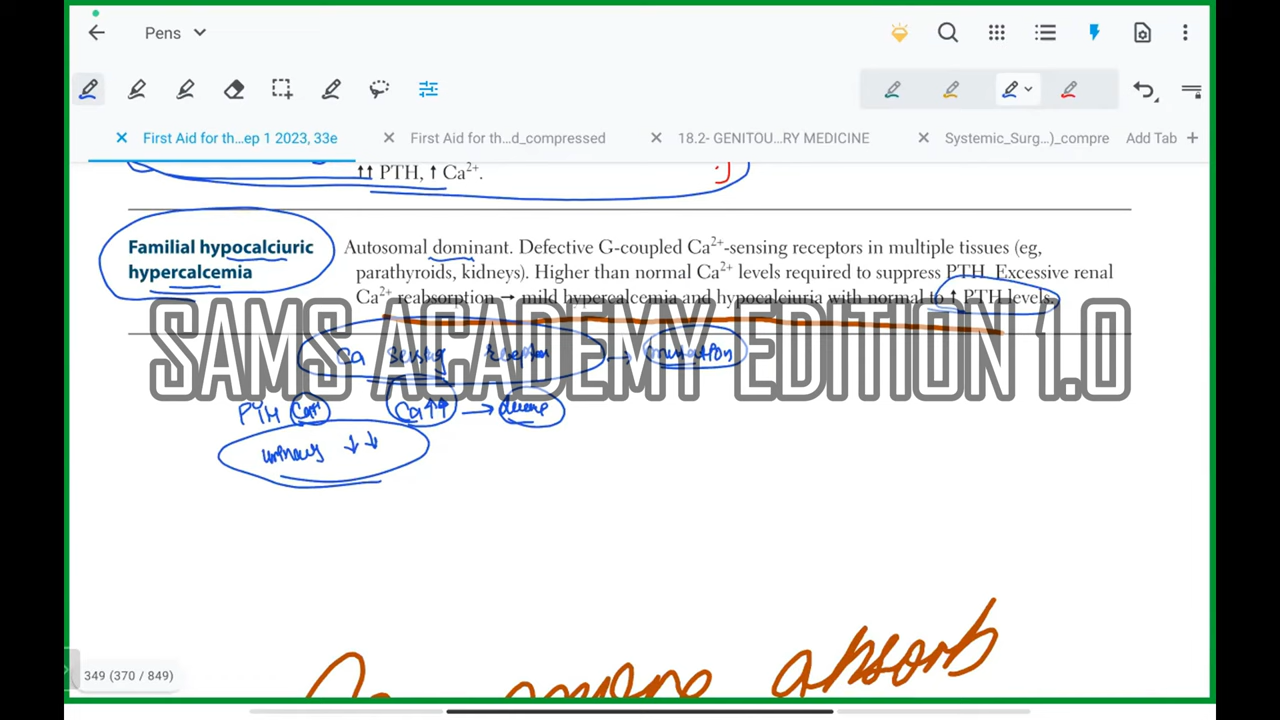 Pens
First Aid for th...ep 1 2023, 33e
First Aid for th...d_compressed
18.2- GENITOU...RY MEDICINE
Systemic_Surg...)_compre
Add Tab
↑↑ PTH, ↑ Ca²⁺.
Familial hypocalciuric
hypercalcemia
Autosomal dominant. Defective G-coupled Ca²⁺-sensing receptors in multiple tissues (eg,
parathyroids, kidneys). Higher than normal Ca²⁺ levels required to suppress PTH. Excessive renal
Ca²⁺ reabsorption → mild hypercalcemia and hypocalciuria with normal to ↑ PTH levels.
SAMS ACADEMY EDITION 1.0
Ca sensing receptor → mutation
PTH Ca↑↑ →
urinary ↓↓
absorb
349 (370 / 849)